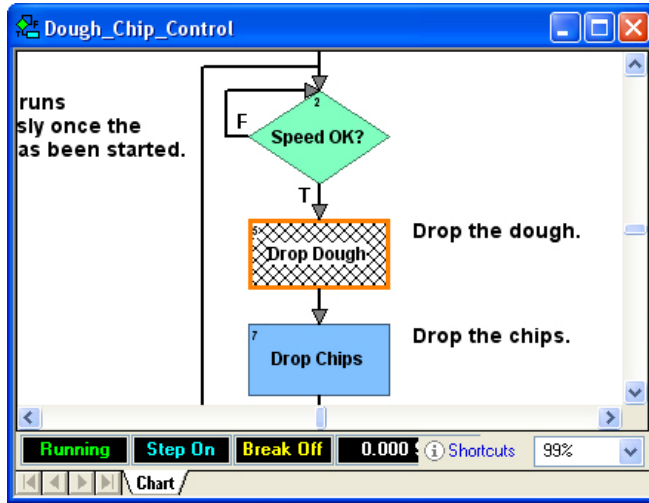 Dough_Chip_Control
runs
sly once the
as been started.
2
Speed OK?
F
T
5
Drop Dough
Drop the dough.
7
Drop Chips
Drop the chips.
Running
Step On
Break Off
0.000
Shortcuts
99%
Chart